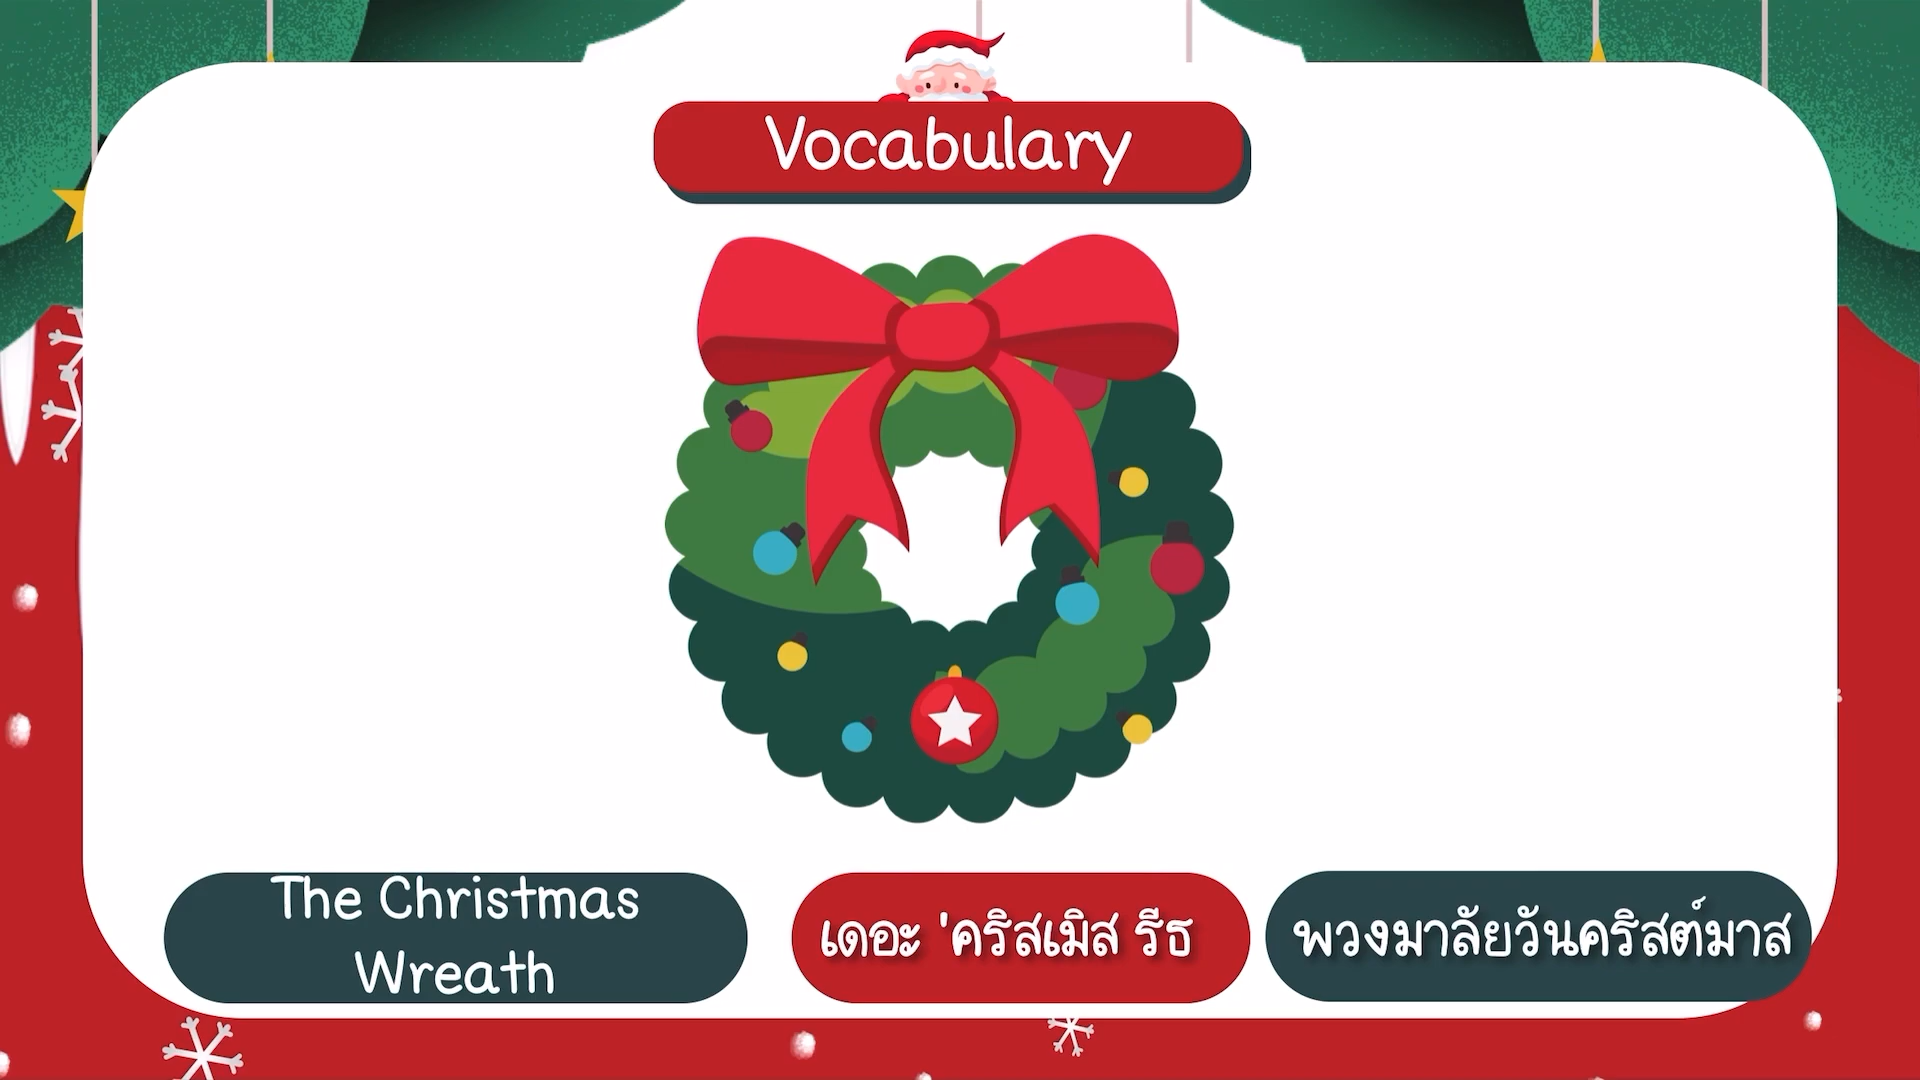 Vocabulary
The Christmas
Wreath
เดอะ 'คริสเมิส รีธ
พวงมาลัยวันคริสต์มาส